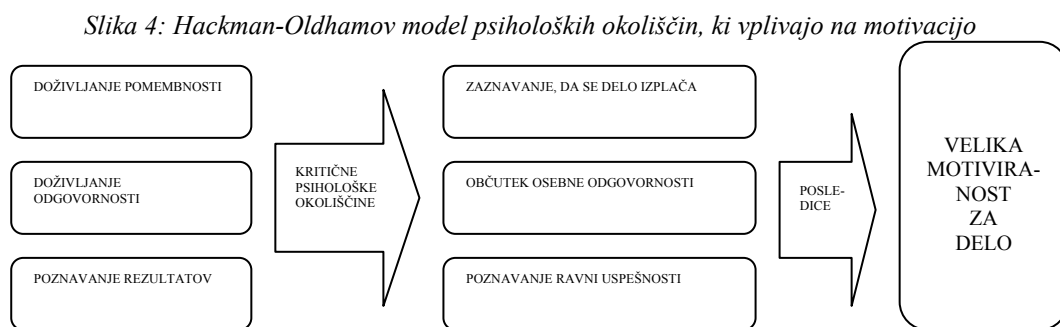 Slika 4: Hackman-Oldhamov model psiholoških okoliščin, ki vplivajo na motivacijo
DOŽIVLJANJE POMEMBNOSTI
DOŽIVLJANJE
ODGOVORNOSTI
POZNAVANJE REZULTATOV
KRITIČNE
PSIHOLOŠKE
OKOLIŠČINE
ZAZNAVANJE, DA SE DELO IZPLAČA
OBČUTEK OSEBNE ODGOVORNOSTI
POZNAVANJE RAVNI USPEŠNOSTI
POSLE-
DICE
VELIKA
MOTIVIRA-
NOST
ZA
DELO